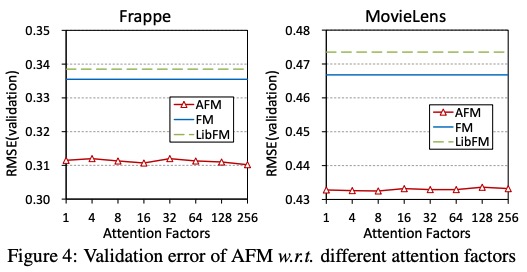 Frappe
RMSE(validation)
0.35
0.34
0.33
0.32
0.31
0.30
AFM
FM
LibFM
1 4 8 16 32 64 128 256
Attention Factors
MovieLens
RMSE(validation)
0.48
0.47
0.46
0.45
0.44
0.43
AFM
FM
LibFM
1 4 8 16 32 64 128 256
Attention Factors
Figure 4: Validation error of AFM w.r.t. different attention factors